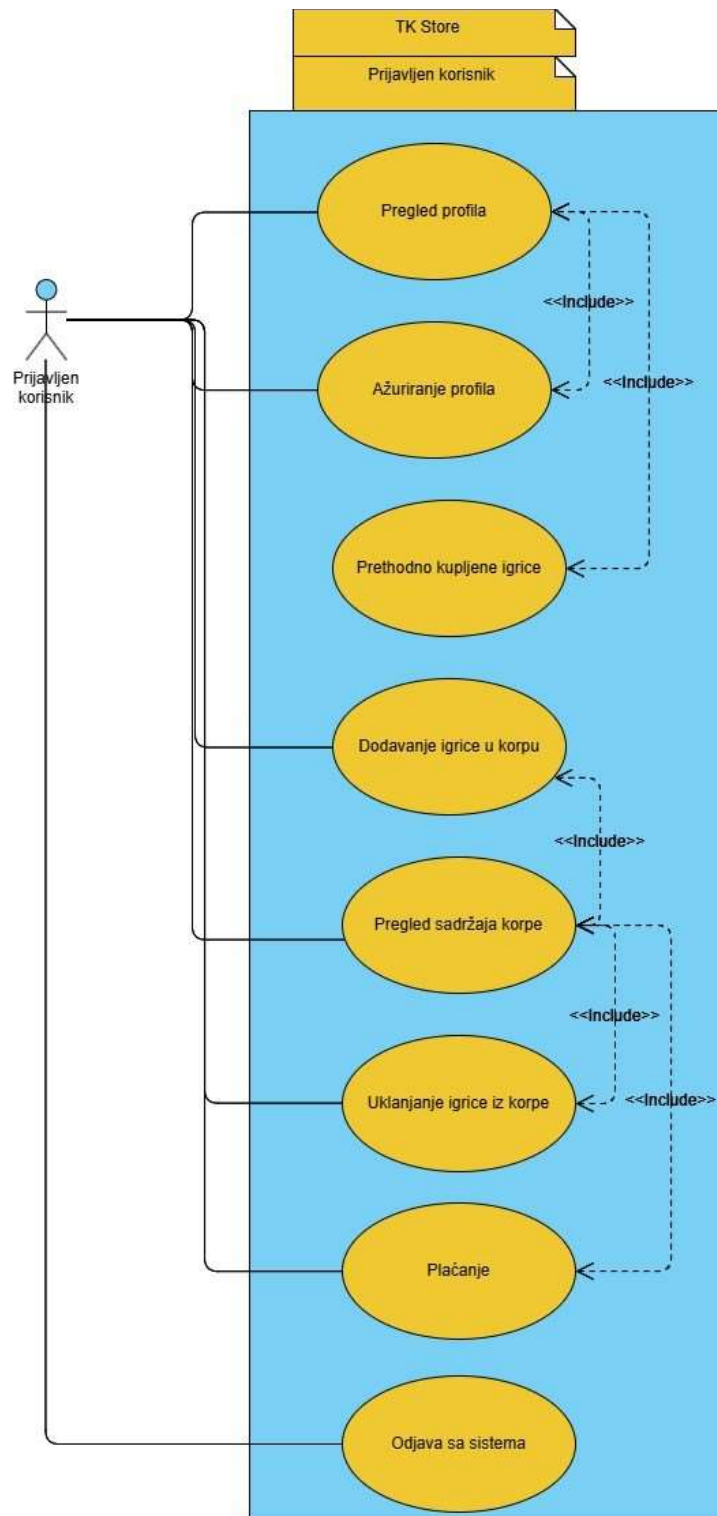 TK Store
Prijavljen korisnik
Pregled profila
<<Include>>
Prijavljen
korisnik
Ažuriranje profila
<<Include>>
Prethodno kupljene igrice
Dodavanje igrice u korpu
<<Include>>
Pregled sadržaja korpe
<<Include>>
Uklanjanje igrice iz korpe
<<Include>>
Plačanje
Odjava sa sistema